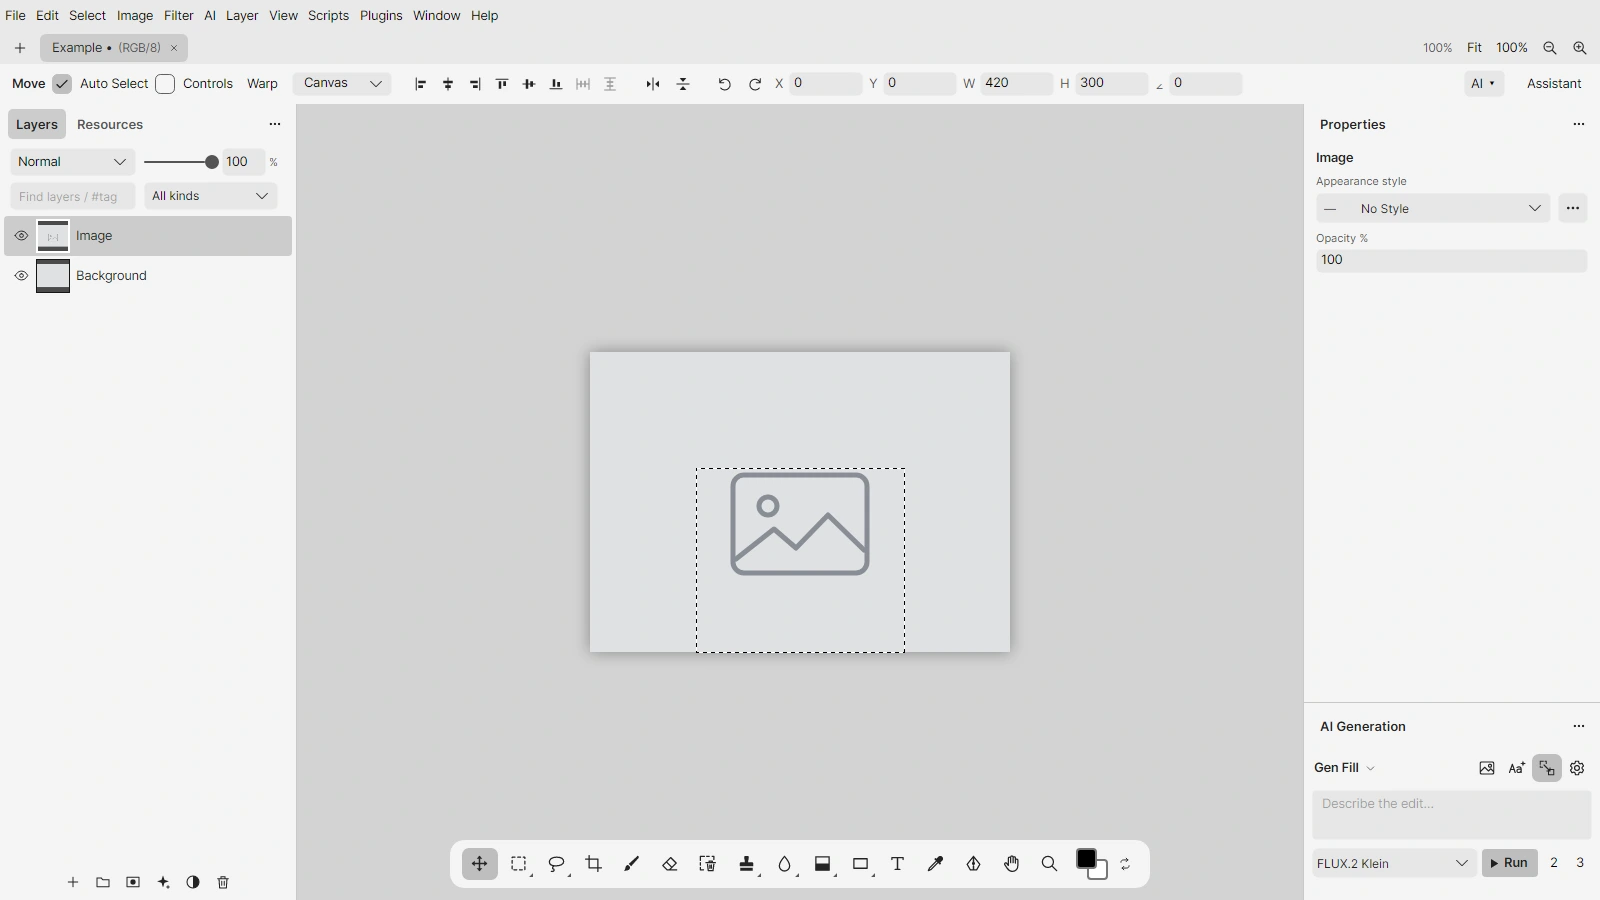 File Edit Select Image Filter AI Layer View Scripts Plugins Window Help
Example • (RGB/8) ×
100% Fit 100%
Move Auto Select Controls Warp Canvas X 0 Y 0 W 420 H 300 0 AI Assistant
Layers Resources
Normal 100 %
Find layers / #tag All kinds
Image
Background
Properties
Image
Appearance style
— No Style
Opacity %
100
AI Generation
Gen Fill Aa
Describe the edit...
FLUX.2 Klein Run 2 3
T